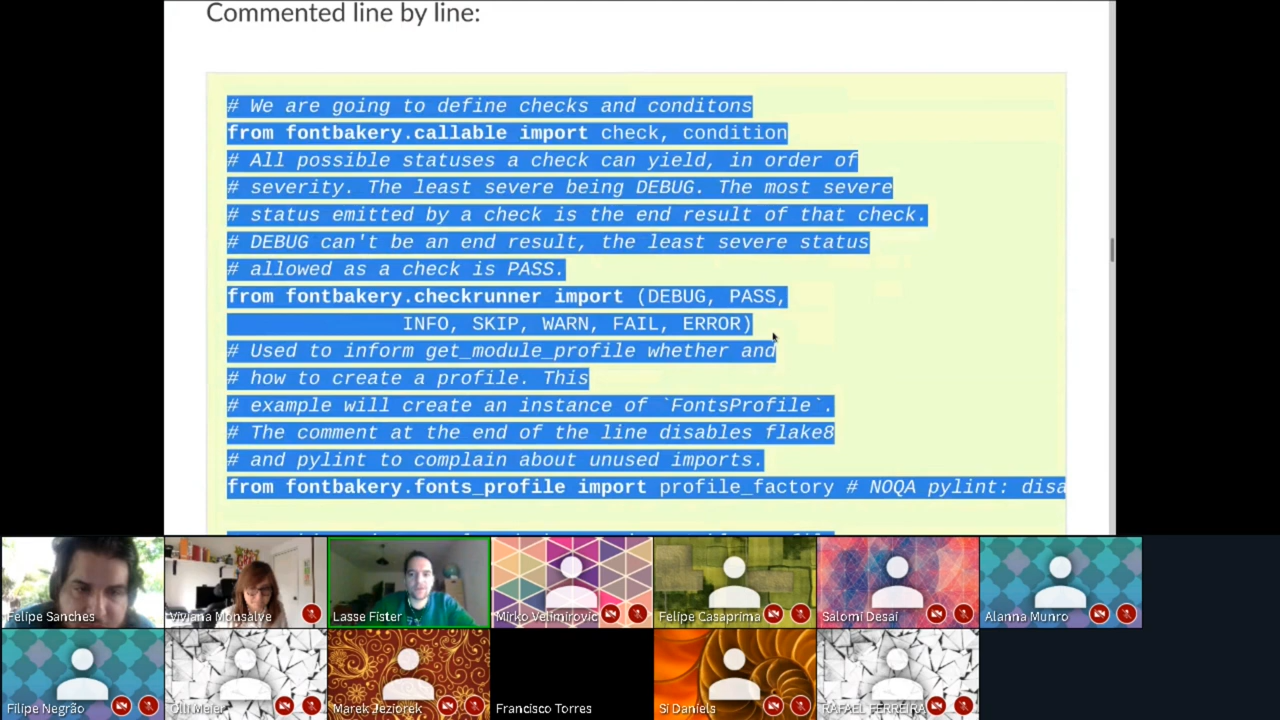 Commented line by line:
# We are going to define checks and conditons
from fontbakery.callable import check, condition
# All possible statuses a check can yield, in order of
# severity. The least severe being DEBUG. The most severe
# status emitted by a check is the end result of that check.
# DEBUG can't be an end result, the least severe status
# allowed as a check is PASS.
from fontbakery.checkrunner import (DEBUG, PASS,
INFO, SKIP, WARN, FAIL, ERROR)
# Used to inform get_module_profile whether and
# how to create a profile. This
# example will create an instance of `FontsProfile`.
# The comment at the end of the line disables flake8
# and pylint to complain about unused imports.
from fontbakery.fonts_profile import profile_factory # NOQA pylint: disa
Felipe Sanches
Viviana Monsalve
Lasse Fister
Mirko Velimirovic
Felipe Casaprima
Salomi Desai
Alanna Munro
Filipe Negrão
Olli Meier
Marek Jeziorek
Francisco Torres
Si Daniels
RAFAEL FERREIRA